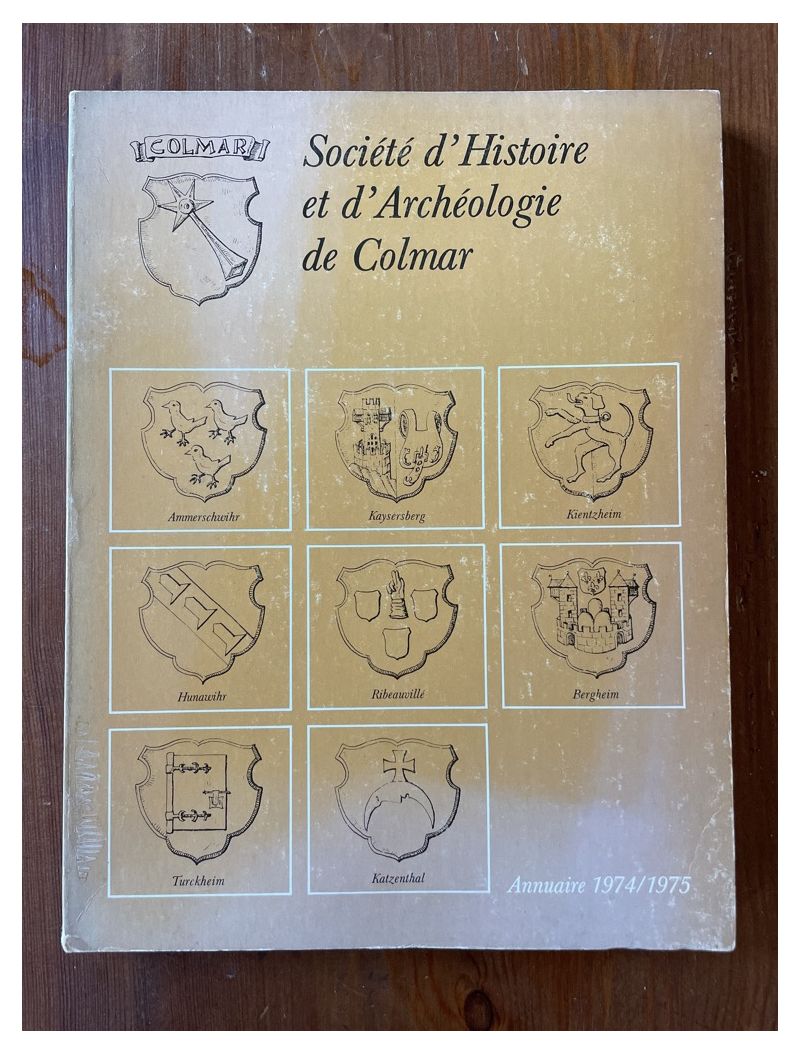 COLMAR
Société d'Histoire
et d'Archéologie
de Colmar
Ammerschwihr
Kaysersberg
Kientzheim
Hunawihr
Ribeauvillé
Bergheim
Turckheim
Katzenthal
Annuaire 1974/1975